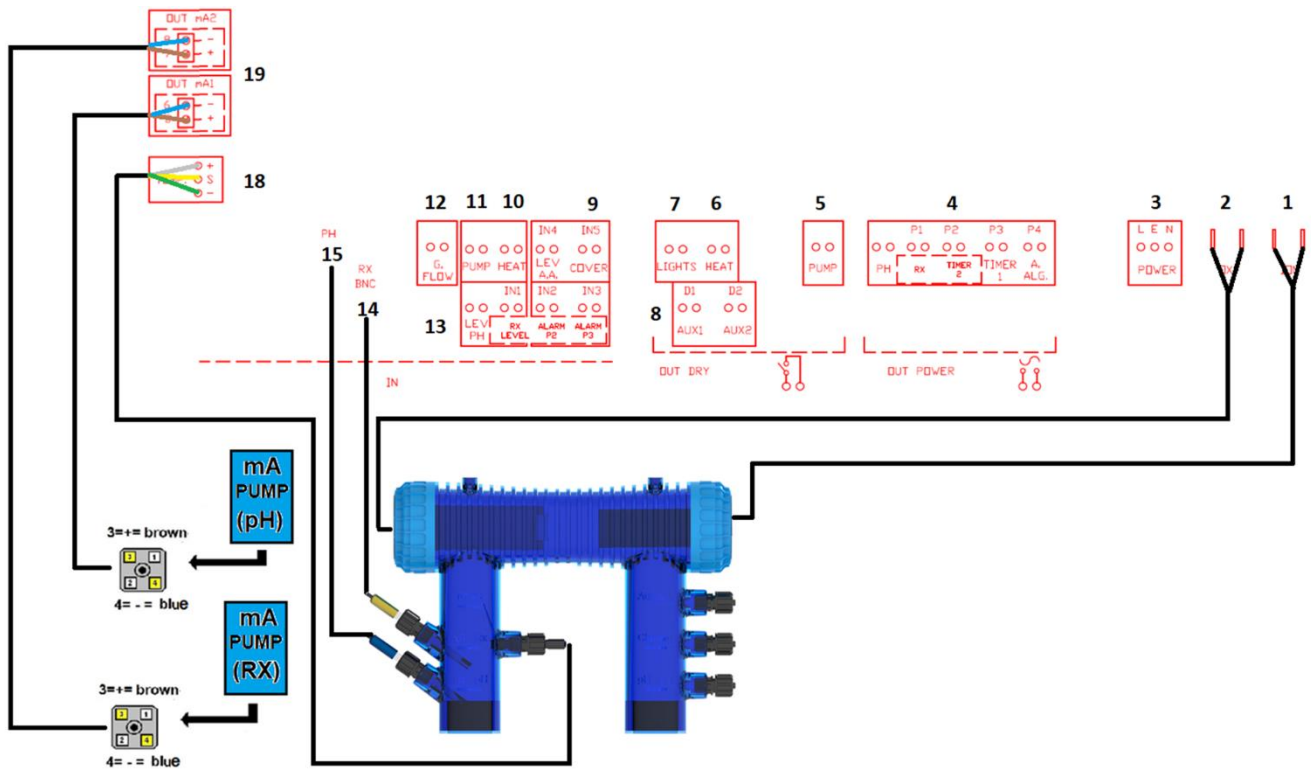 OUT mA2
-
+
19
OUT mA1
-
+
+
S
-
18
PH
15
RX
BNC
14
12
G.
FLOW
11
10
PUMP
HEAT
9
IN4
IN5
LEV
A.A.
COVER
13
LEV
PH
IN1
RX
LEVEL
IN2
ALARM
P2
IN3
ALARM
P3
IN
7
6
LIGHTS
HEAT
8
D1
D2
AUX1
AUX2
OUT DRY
5
PUMP
4
P1
P2
P3
P4
PH
RX
TIMER
2
TIMER
1
A.
ALG.
OUT POWER
3
L E N
POWER
2
1
mA
PUMP
(pH)
3=+= brown
3
1
2
4
4= - = blue
mA
PUMP
(RX)
3=+= brown
3
1
2
4
4= - = blue